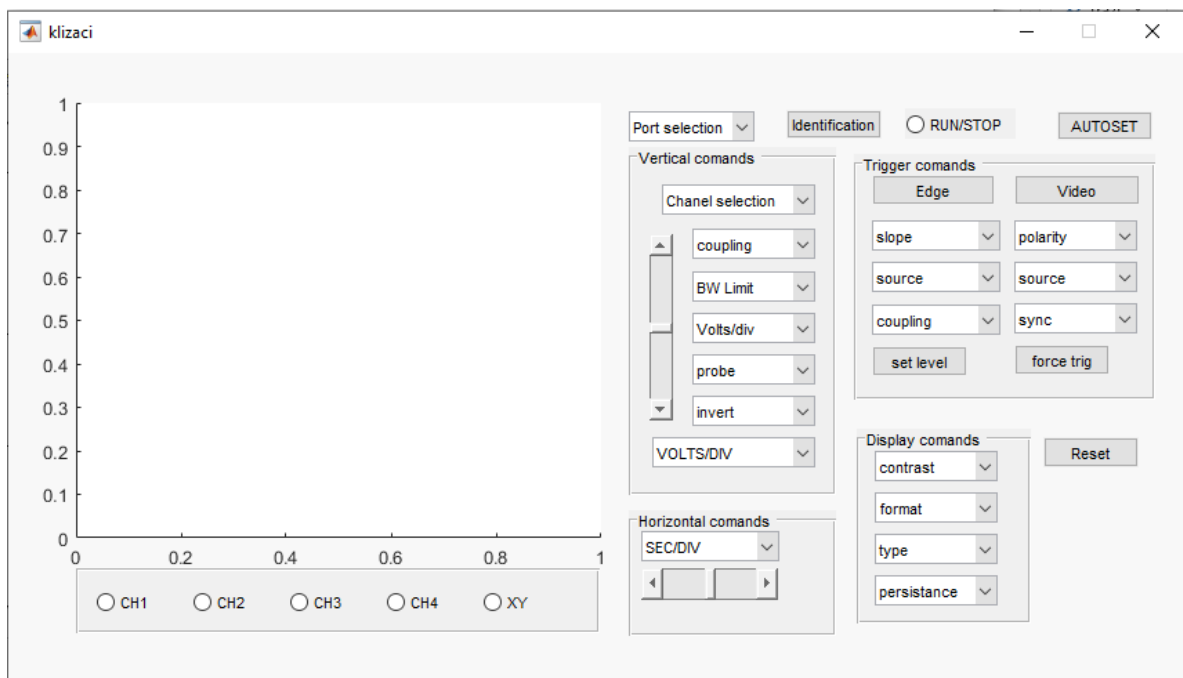 klizaci
1
0.9
0.8
0.7
0.6
0.5
0.4
0.3
0.2
0.1
0
0 0.2 0.4 0.6 0.8 1
CH1 CH2 CH3 CH4 XY
Port selection Identification RUN/STOP AUTOSET
Vertical comands
Chanel selection
coupling
BW Limit
Volts/div
probe
invert
VOLTS/DIV
Horizontal comands
SEC/DIV
Trigger comands
Edge Video
slope polarity
source source
coupling sync
set level force trig
Display comands
contrast
format
type
persistance
Reset